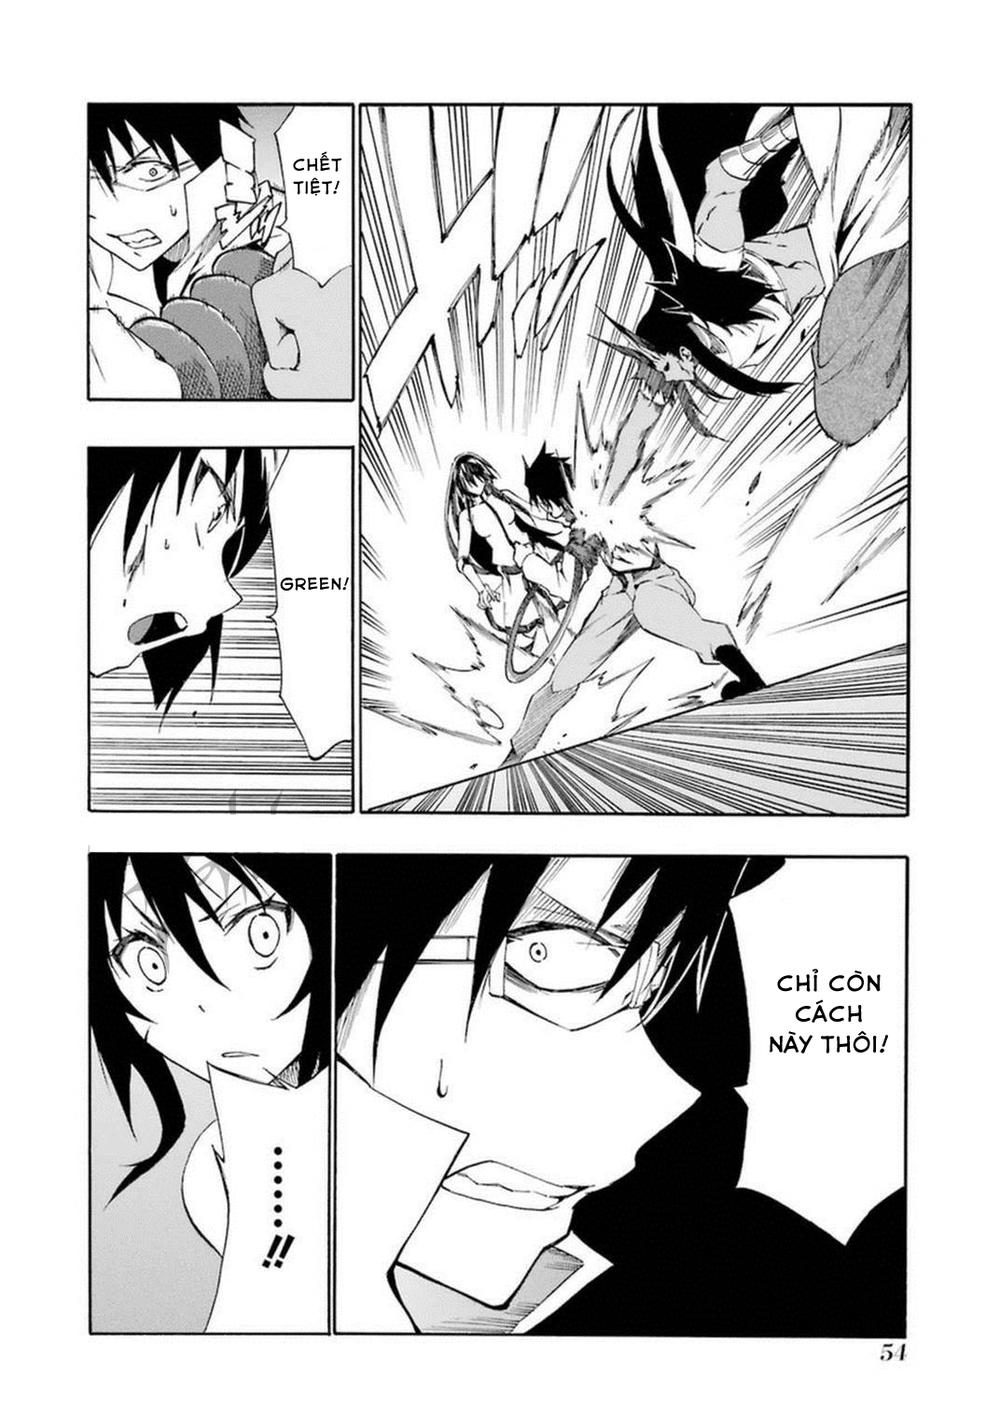 CHẾT
TIỆT!
GREEN!
CHỈ CÒN
CÁCH
NÀY THÔI!
......!!
54